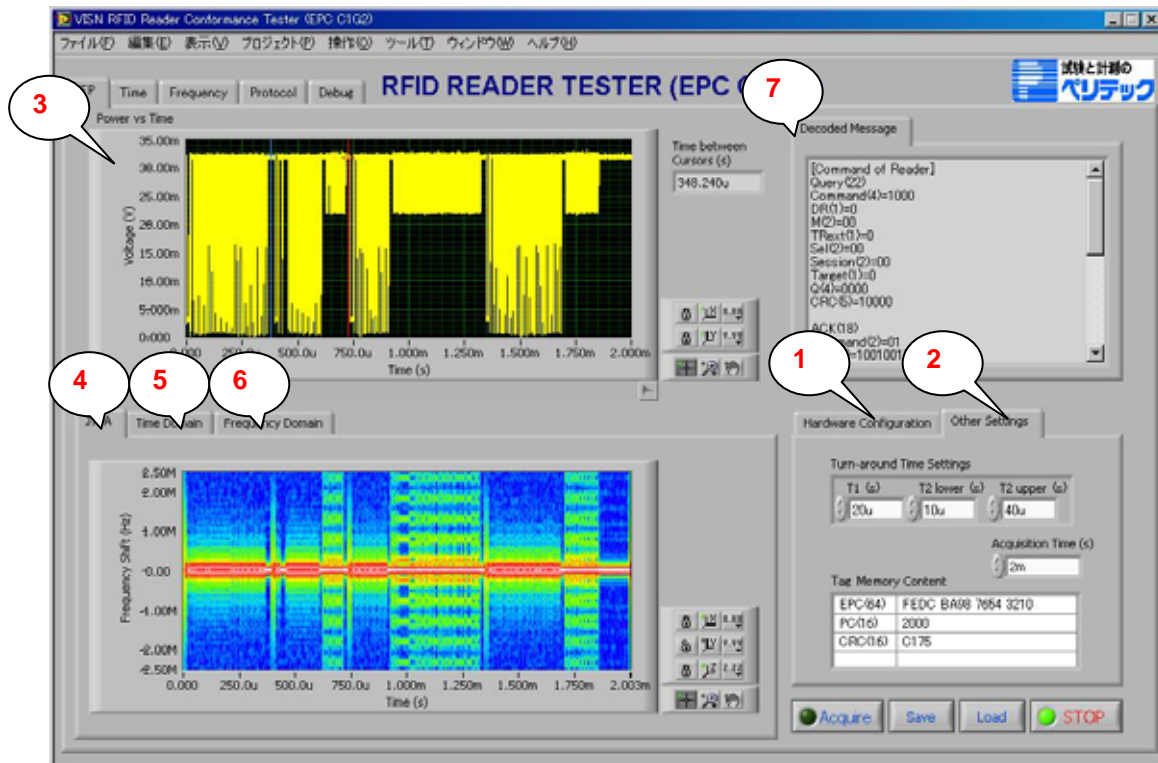 VISN RFID Reader Conformance Tester (EPC C1G2)
ファイル(F) 編集(E) 表示(V) プロジェクト(P) 操作(O) ツール(T) ウィンドウ(W) ヘルプ(H)
Time Frequency Protocol Debug
RFID READER TESTER (EPC
試験と計測の
ペリテック
3
7
Power vs Time
35.00m
30.00m
25.00m
20.00m
15.00m
10.00m
5.000m
0.000
Voltage (V)
250.0u 500.0u 750.0u 1.000m 1.250m 1.500m 1.750m 2.000m
Time (s)
Time between
Cursors (s)
348.240u
Decoded Message
[Command of Reader]
Query(22)
Command(4)=1000
DR(1)=0
M(2)=00
TRext(1)=0
Sel(2)=00
Session(2)=00
Target(1)=0
Q(4)=0000
CRC(5)=10000
ACK(18)
4
5
6
1
2
Time Domain
Frequency Domain
2.50M
2.00M
1.00M
-0.00
-1.00M
-2.00M
-2.50M
Frequency Shift (Hz)
0.000 250.0u 500.0u 750.0u 1.000m 1.250m 1.500m 1.750m 2.003m
Time (s)
Hardware Configuration
Other Settings
Turn-around Time Settings
T1 (s) T2 lower (s) T2 upper (s)
20u 10u 40u
Acquisition Time (s)
2m
Tag Memory Content
EPC(64) FEDC BA98 7654 3210
PC(16) 2000
CRC(16) C175
Acquire Save Load STOP